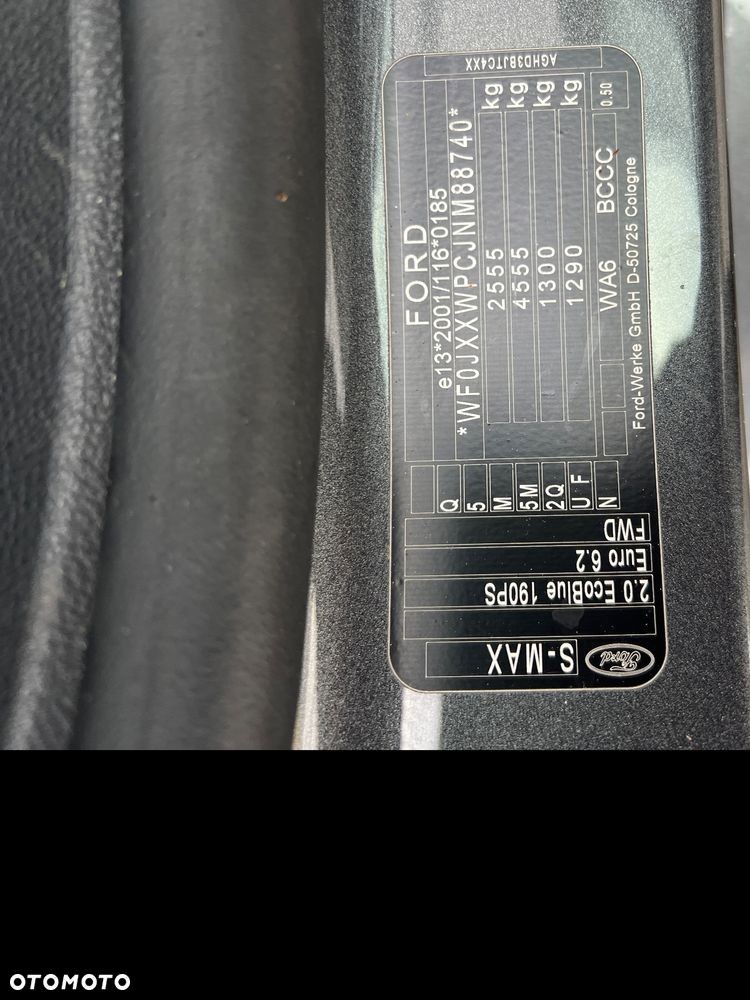 AGHD3BJTC4XX
FORD
e13*2001/116*0185
*WF0JXXWPCJNM88740*
2555 kg
4555 kg
1300 kg
1290 kg
WA6 BCCC 0.50
Ford-Werke GmbH D-50725 Cologne
Q
5
M
5M
2Q
U F
N
FWD
Euro 6.2
2.0 EcoBlue 190PS
S-MAX
Ford
OTOMOTO